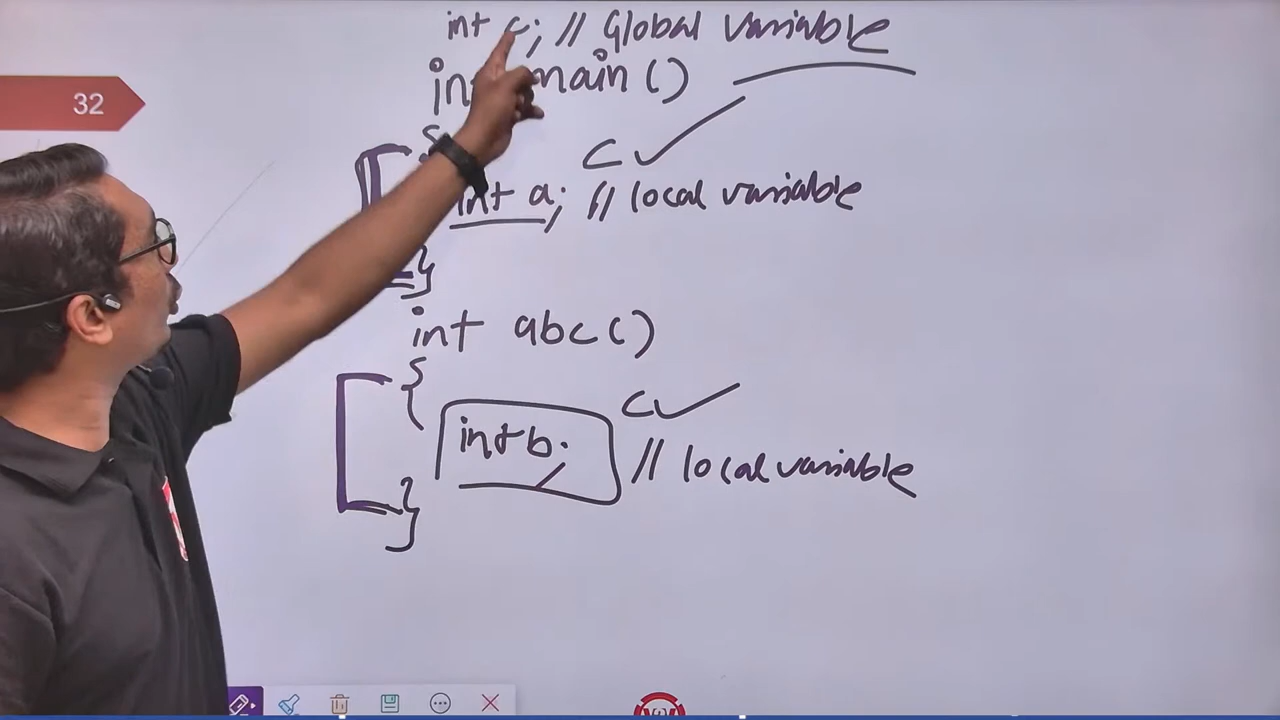 int c; // Global variable
32
int main ()
{
C
int a; // local variable
}
int abc ()
{
C
int b.
// local variable
}